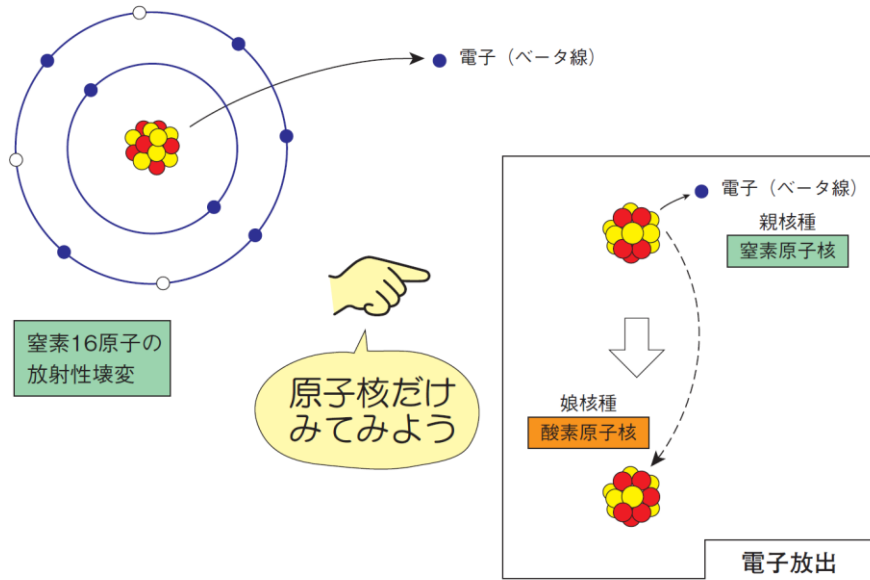 電子（ベータ線）
窒素16原子の
放射性壊変
原子核だけ
みてみよう
電子（ベータ線）
親核種
窒素原子核
娘核種
酸素原子核
電子放出